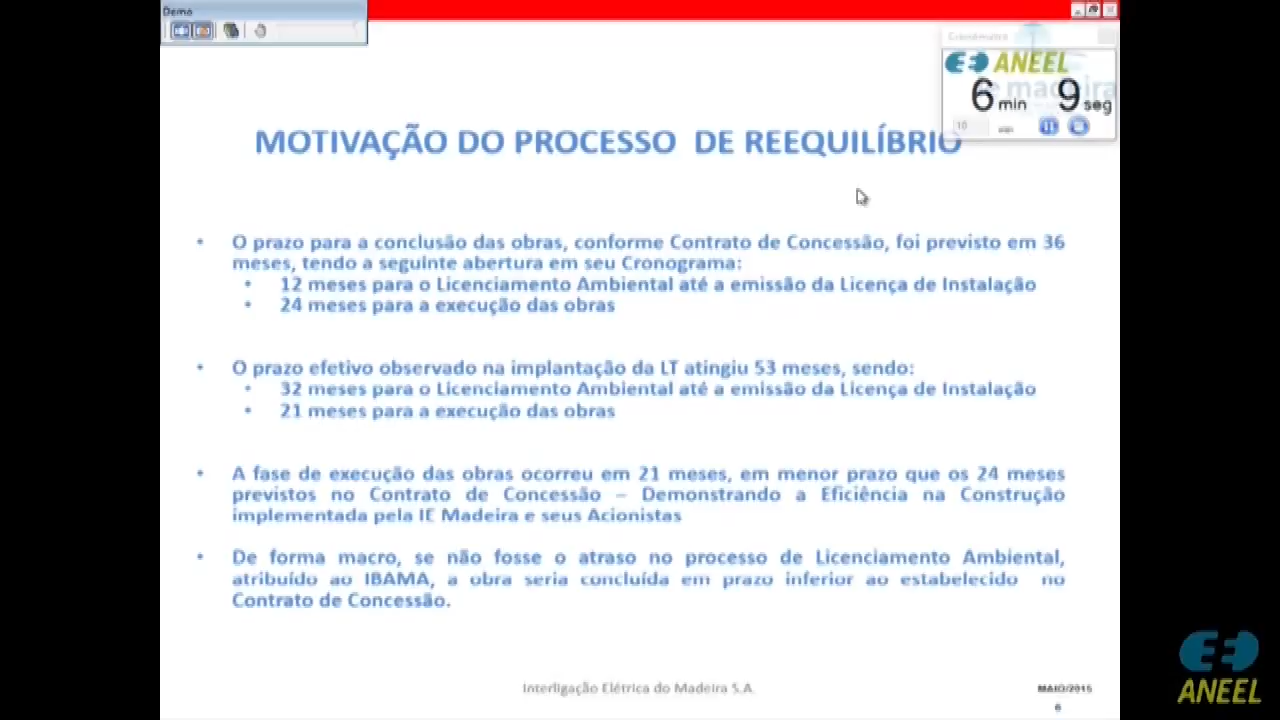 Demo
Cronômetro
ANEEL
6 min 9 seg
10
MOTIVAÇÃO DO PROCESSO DE REEQUILÍBRIO
• O prazo para a conclusão das obras, conforme Contrato de Concessão, foi previsto em 36
meses, tendo a seguinte abertura em seu Cronograma:
• 12 meses para o Licenciamento Ambiental até a emissão da Licença de Instalação
• 24 meses para a execução das obras
• O prazo efetivo observado na implantação da LT atingiu 53 meses, sendo:
• 32 meses para o Licenciamento Ambiental até a emissão da Licença de Instalação
• 21 meses para a execução das obras
• A fase de execução das obras ocorreu em 21 meses, em menor prazo que os 24 meses
previstos no Contrato de Concessão – Demonstrando a Eficiência na Construção
implementada pela IE Madeira e seus Acionistas
• De forma macro, se não fosse o atraso no processo de Licenciamento Ambiental,
atribuído ao IBAMA, a obra seria concluída em prazo inferior ao estabelecido no
Contrato de Concessão.
Interligação Elétrica do Madeira S.A.
MAIO/2015
6
ANEEL